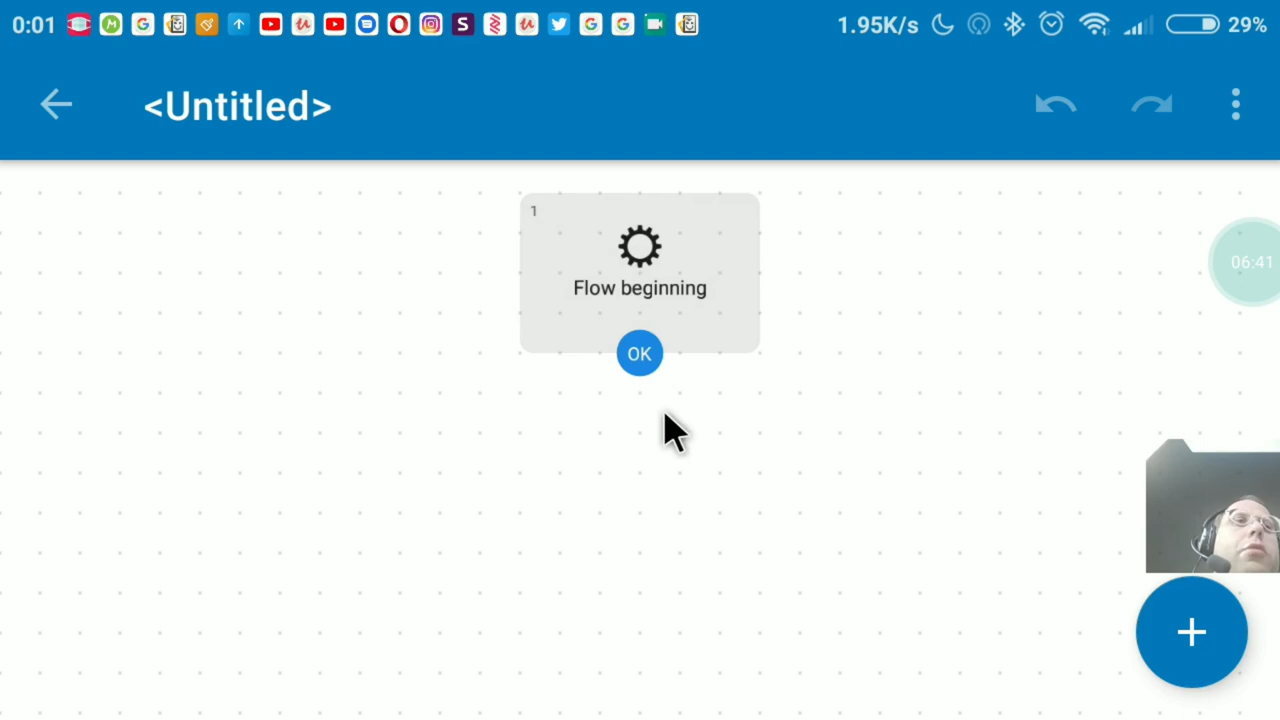 0:01 1.95K/s 29%
<Untitled>
1
Flow beginning
OK
06:41